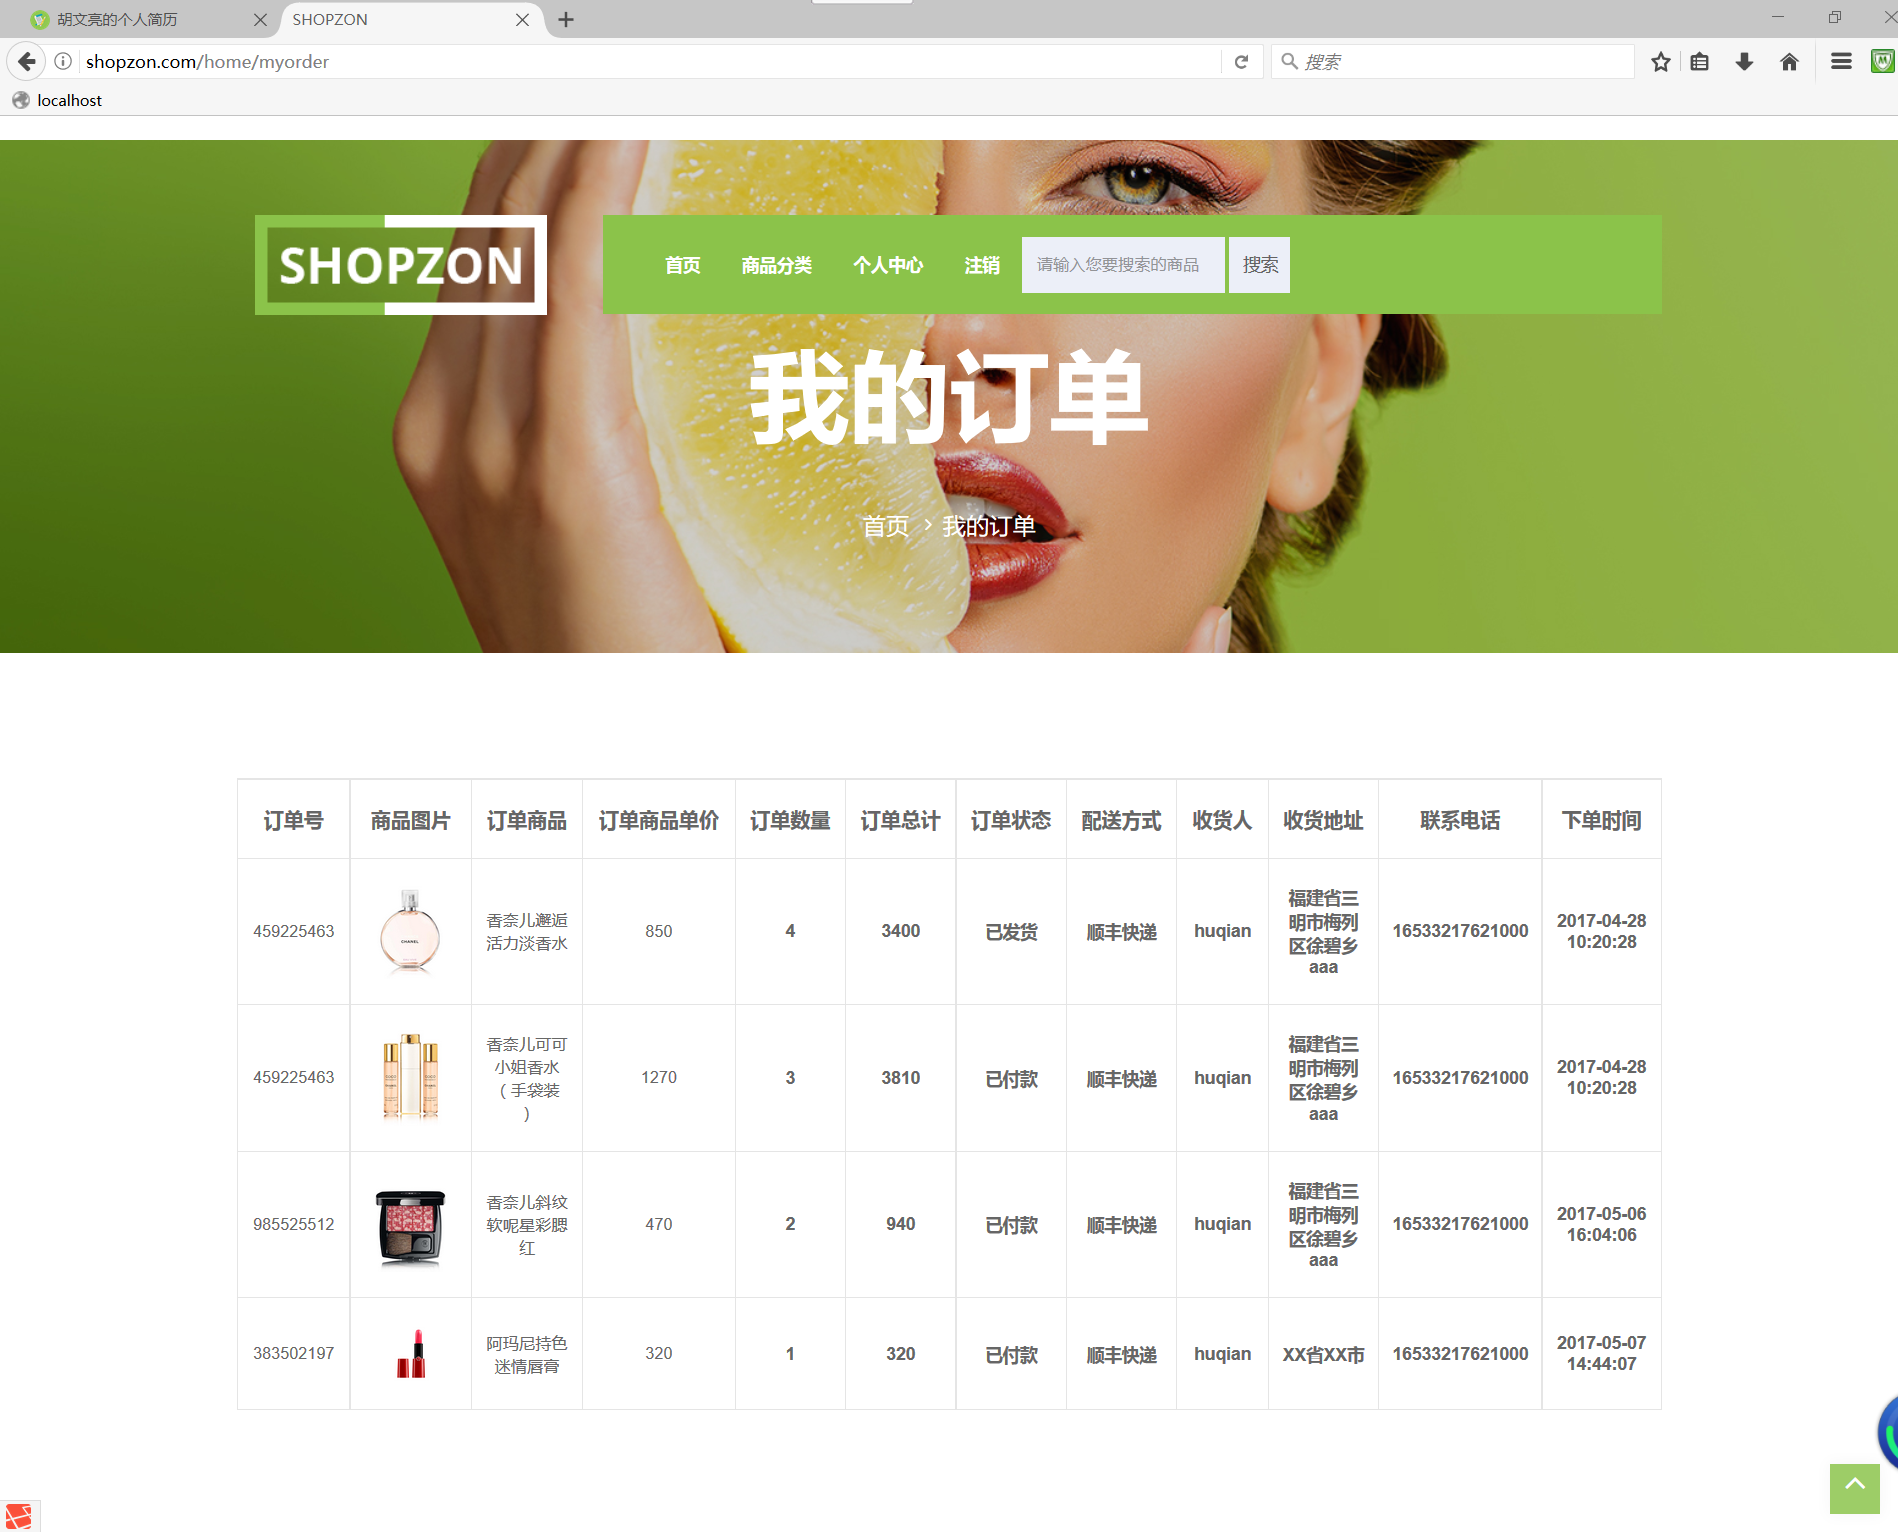 胡文亮的个人简历
SHOPZON
shopzon.com/home/myorder
搜索
localhost
SHOPZON
首页 商品分类 个人中心 注销 请输入您要搜索的商品 搜索
我的订单
首页 > 我的订单
订单号 商品图片 订单商品 订单商品单价 订单数量 订单总计 订单状态 配送方式 收货人 收货地址 联系电话 下单时间
459225463
CHANEL
香奈儿邂逅
活力淡香水
850
4
3400
已发货
顺丰快递
huqian
福建省三
明市梅列
区徐碧乡
aaa
16533217621000
2017-04-28
10:20:28
459225463
香奈儿可可
小姐香水
（手袋装
）
1270
3
3810
已付款
顺丰快递
huqian
福建省三
明市梅列
区徐碧乡
aaa
16533217621000
2017-04-28
10:20:28
985525512
香奈儿斜纹
软呢星彩腮
红
470
2
940
已付款
顺丰快递
huqian
福建省三
明市梅列
区徐碧乡
aaa
16533217621000
2017-05-06
16:04:06
383502197
阿玛尼持色
迷情唇膏
320
1
320
已付款
顺丰快递
huqian
XX省XX市
16533217621000
2017-05-07
14:44:07